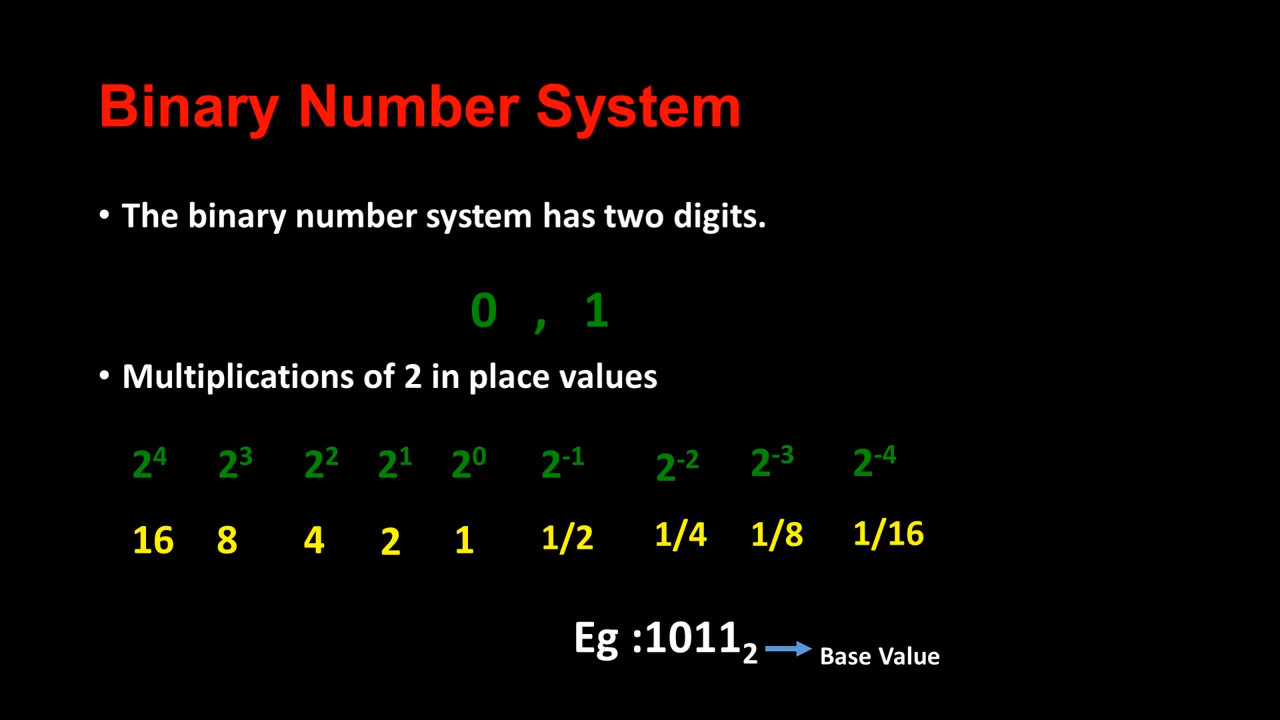 Binary Number System
• The binary number system has two digits.
0 , 1
• Multiplications of 2 in place values
2⁴ 2³ 2² 2¹ 2⁰ 2⁻¹ 2⁻² 2⁻³ 2⁻⁴
16 8 4 2 1 1/2 1/4 1/8 1/16
Eg :1011₂ Base Value